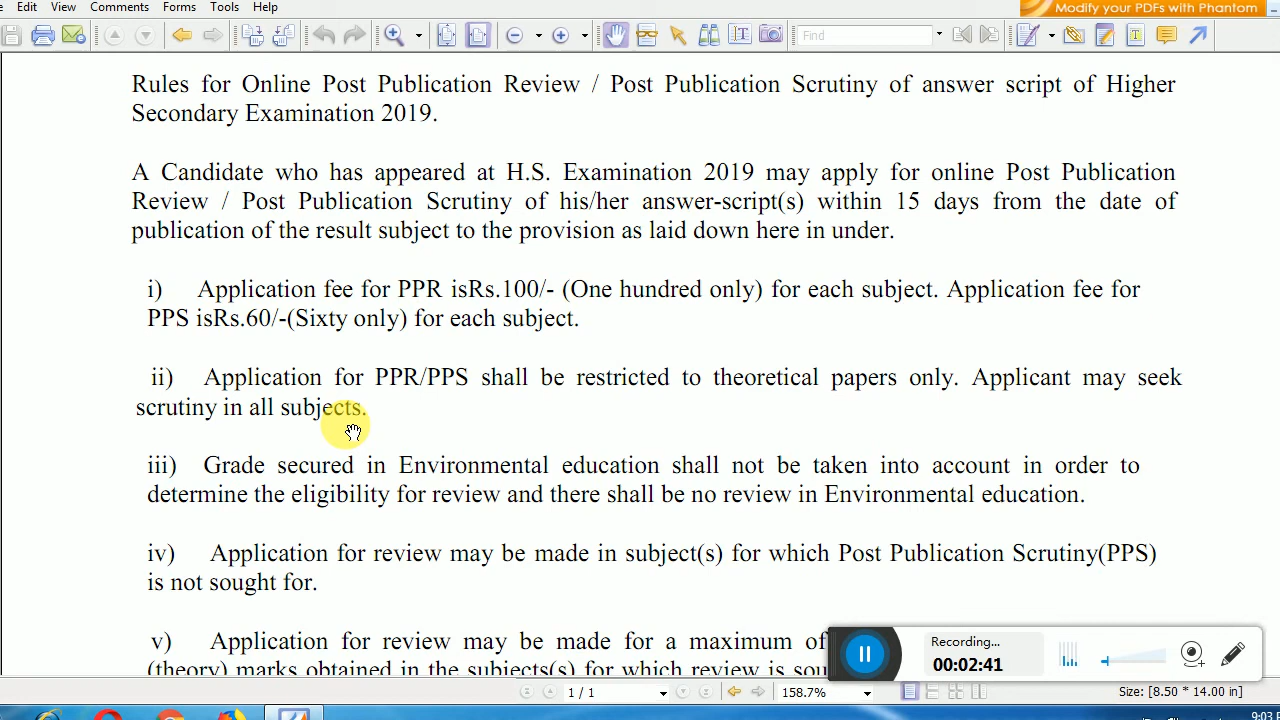 Edit View Comments Forms Tools Help
Modify your PDFs with Phantom
Find
Rules for Online Post Publication Review / Post Publication Scrutiny of answer script of Higher
Secondary Examination 2019.
A Candidate who has appeared at H.S. Examination 2019 may apply for online Post Publication
Review / Post Publication Scrutiny of his/her answer-script(s) within 15 days from the date of
publication of the result subject to the provision as laid down here in under.
i) Application fee for PPR isRs.100/- (One hundred only) for each subject. Application fee for
PPS isRs.60/-(Sixty only) for each subject.
ii) Application for PPR/PPS shall be restricted to theoretical papers only. Applicant may seek
scrutiny in all subjects.
iii) Grade secured in Environmental education shall not be taken into account in order to
determine the eligibility for review and there shall be no review in Environmental education.
iv) Application for review may be made in subject(s) for which Post Publication Scrutiny(PPS)
is not sought for.
v) Application for review may be made for a maximum of
(theory) marks obtained in the subjects(s) for which review is sou
Recording...
00:02:41
1 / 1
158.7%
Size: [8.50 * 14.00 in]
9:03